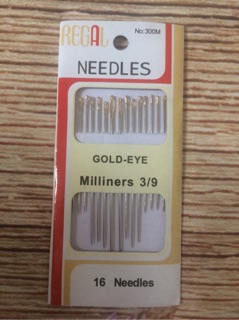 REGAL
No:300M
NEEDLES
GOLD-EYE
Milliners 3/9
16 Needles